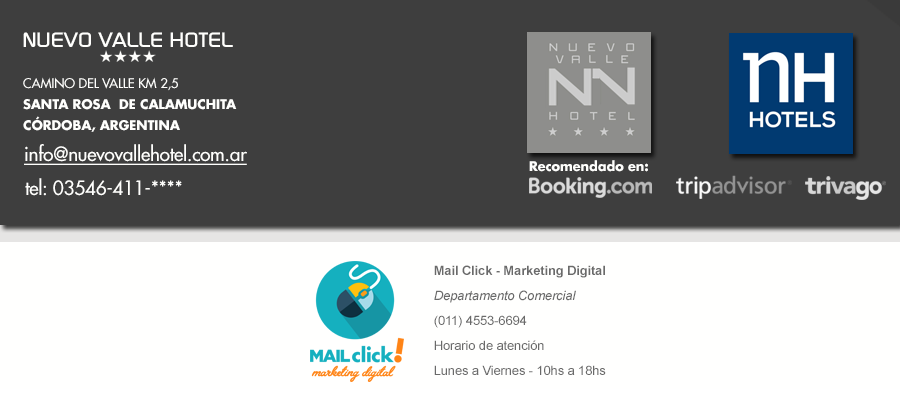 NUEVO VALLE HOTEL
★★★★
CAMINO DEL VALLE KM 2,5
SANTA ROSA DE CALAMUCHITA
CÓRDOBA, ARGENTINA
info@nuevovallehotel.com.ar
tel: 03546-411-****
NUEVO
VALLE
NV
HOTEL
★ ★ ★ ★
nH
HOTELS
Recomendado en:
Booking.com
tripadvisor
trivago
Mail Click - Marketing Digital
Departamento Comercial
(011) 4553-6694
Horario de atención
Lunes a Viernes - 10hs a 18hs
MAIL click!
marketing digital